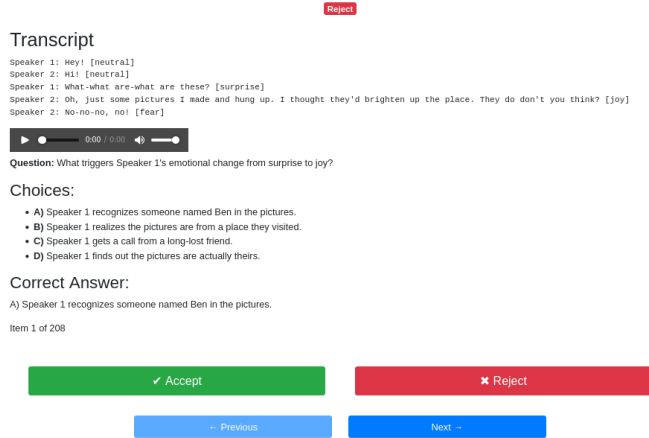 Reject
Transcript
Speaker 1: Hey! [neutral]
Speaker 2: Hi! [neutral]
Speaker 1: What-what are-what are these? [surprise]
Speaker 2: Oh, just some pictures I made and hung up. I thought they'd brighten up the place. They do don't you think? [joy]
Speaker 2: No-no-no, no! [fear]
0:00 / 0:00
Question: What triggers Speaker 1's emotional change from surprise to joy?
Choices:
• A) Speaker 1 recognizes someone named Ben in the pictures.
• B) Speaker 1 realizes the pictures are from a place they visited.
• C) Speaker 1 gets a call from a long-lost friend.
• D) Speaker 1 finds out the pictures are actually theirs.
Correct Answer:
A) Speaker 1 recognizes someone named Ben in the pictures.
Item 1 of 208
✔ Accept ✖ Reject
← Previous Next →